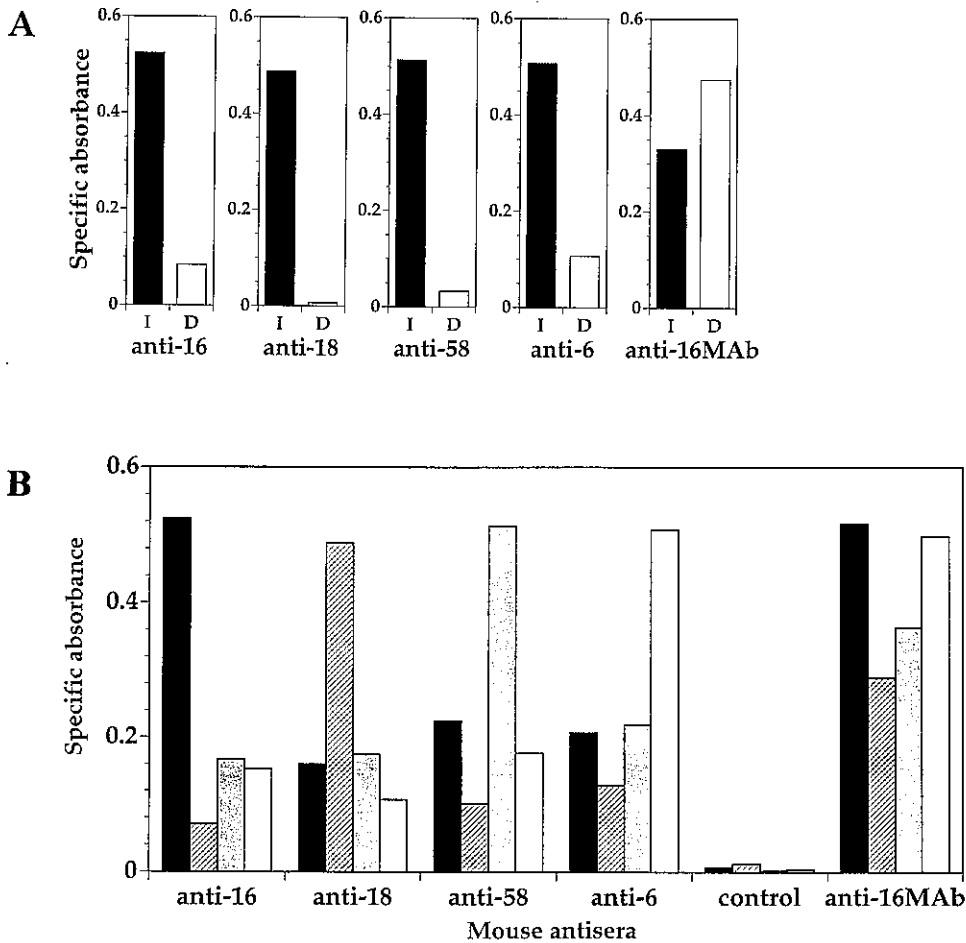 A
Specific absorbance
0.6
0.4
0.2
0
I D
anti-16
0.6
0.4
0.2
0
I D
anti-18
0.6
0.4
0.2
0
I D
anti-58
0.6
0.4
0.2
0
I D
anti-6
0.6
0.4
0.2
0
I D
anti-16MAb
B
Specific absorbance
0.6
0.4
0.2
0
anti-16 anti-18 anti-58 anti-6 control anti-16MAb
Mouse antisera